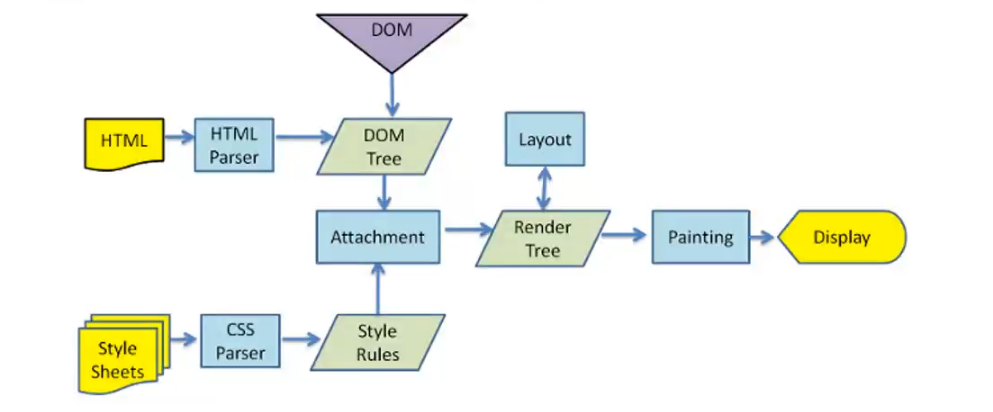 DOM
HTML
HTML
Parser
DOM
Tree
Layout
Attachment
Render
Tree
Painting
Display
Style
Sheets
CSS
Parser
Style
Rules